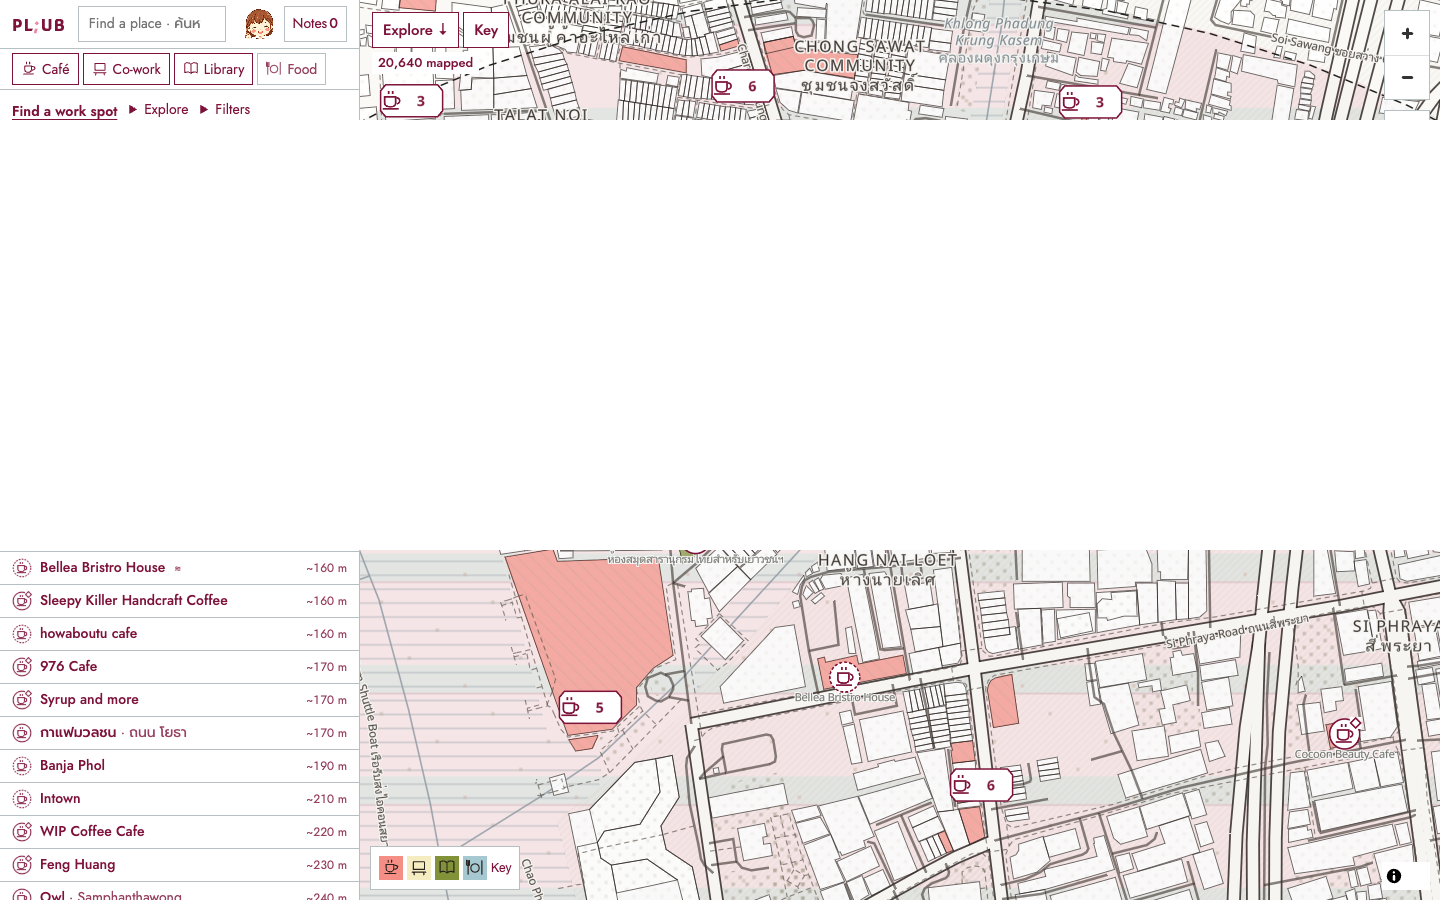 PL;UB
Find a place · ค้นหา
Notes 0
Café
Co-work
Library
Food
Find a work spot
Explore
Filters
Explore ↓
Key
20,640 mapped
COMMUNITY
3
TALAT NOI
6
CHONG SAWAT
COMMUNITY
ชุมชนจงสวัสดิ์
Khlong Phadung
Krung Kasem
คลองผดุงกรุงเกษม
3
+
−
Bellea Bristro House ≈
~160 m
Sleepy Killer Handcraft Coffee
~160 m
howaboutu cafe
~160 m
976 Cafe
~170 m
Syrup and more
~170 m
กาแฟมวลชน · ถนน โยธา
~170 m
Banja Phol
~190 m
Intown
~210 m
WIP Coffee Cafe
~220 m
Feng Huang
~230 m
Owl · Samphanthawong
~240 m
HANG NAI LOET
ห้างนายเลิศ
Si Phraya Road ถนนสี่พระยา
SI PHRAYA
สี่พระยา
5
Bellea Bristro House
Cocoon Beauty Cafe
6
Key